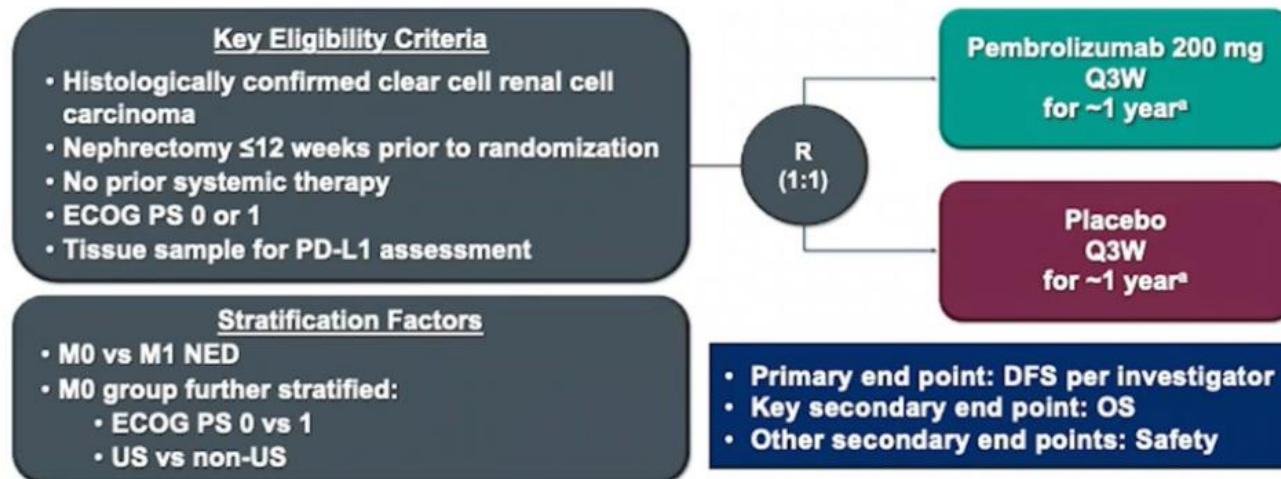 Key Eligibility Criteria
• Histologically confirmed clear cell renal cell
carcinoma
• Nephrectomy ≤12 weeks prior to randomization
• No prior systemic therapy
• ECOG PS 0 or 1
• Tissue sample for PD-L1 assessment
Stratification Factors
• M0 vs M1 NED
• M0 group further stratified:
• ECOG PS 0 vs 1
• US vs non-US
R
(1:1)
Pembrolizumab 200 mg
Q3W
for ~1 yearª
Placebo
Q3W
for ~1 yearª
• Primary end point: DFS per investigator
• Key secondary end point: OS
• Other secondary end points: Safety